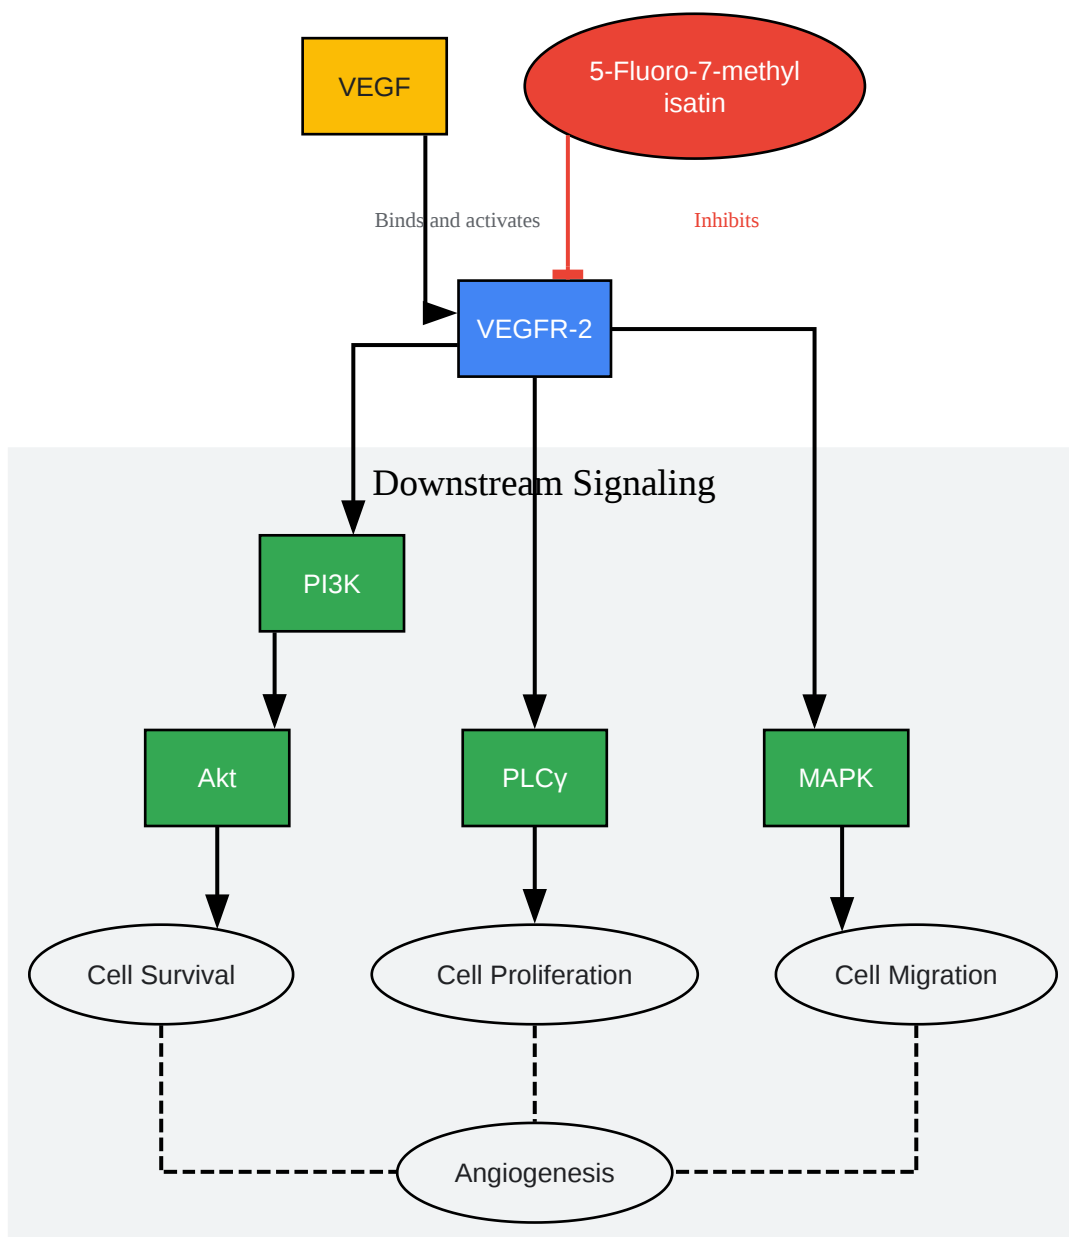 VEGF
5-Fluoro-7-methyl
isatin
Binds and activates
Inhibits
VEGFR-2
Downstream Signaling
PI3K
Akt
PLCγ
MAPK
Cell Survival
Cell Proliferation
Cell Migration
Angiogenesis